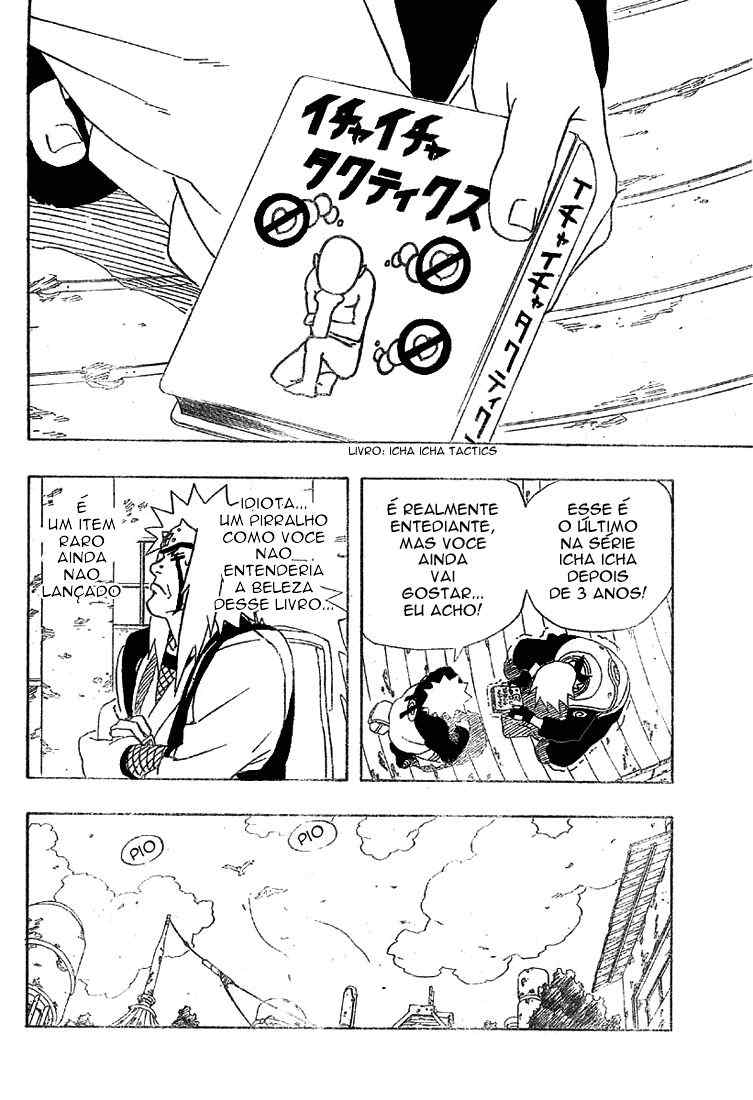 イチャイチャ
タクティクス
イチャイチャタクティク
LIVRO: ICHA ICHA TACTICS
ESSE É
O ÚLTIMO
NA SÉRIE
ICHA ICHA
DEPOIS
DE 3 ANOS!
É REALMENTE
ENTEDIANTE,
MAS VOCE
AINDA
VAI
GOSTAR...
EU ACHO!
IDIOTA...
UM PIRRALHO
COMO VOCE
NAO
ENTENDERIA
A BELEZA
DESSE LIVRO...
É
UM ITEM
RARO
AINDA
NAO
LANÇADO
PIO
PIO